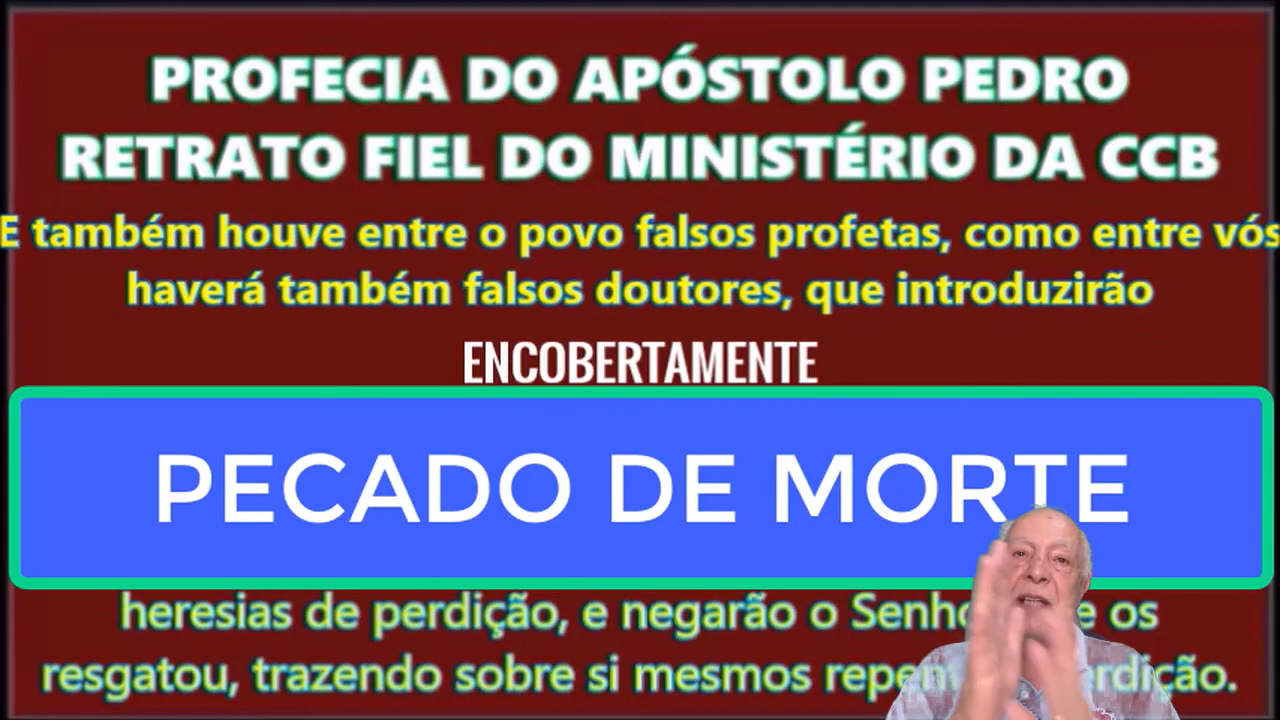 PROFECIA DO APÓSTOLO PEDRO
RETRATO FIEL DO MINISTÉRIO DA CCB
E também houve entre o povo falsos profetas, como entre vós
haverá também falsos doutores, que introduzirão
ENCOBERTAMENTE
PECADO DE MORTE
heresias de perdição, e negarão o os
resgatou, trazendo sobre si mesmos